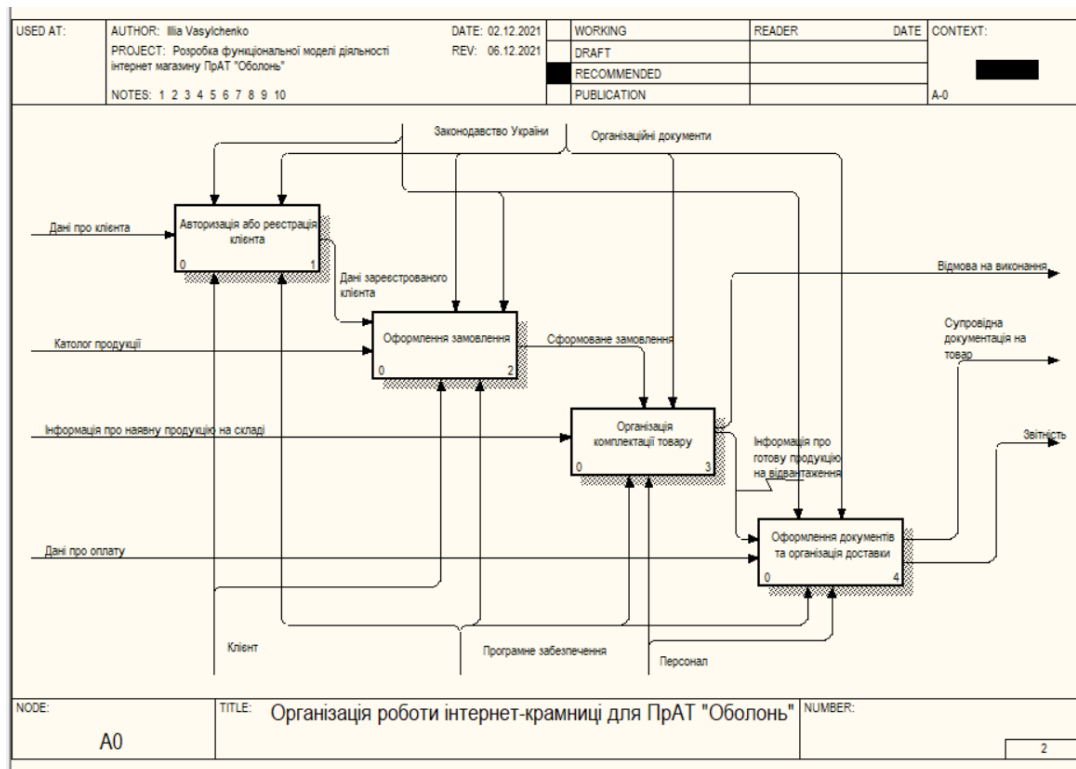 USED AT:
AUTHOR: Illia Vasylchenko
DATE: 02.12.2021
PROJECT: Розробка функціональної моделі діяльності
інтернет магазину ПрАТ "Оболонь"
REV: 06.12.2021
NOTES: 1 2 3 4 5 6 7 8 9 10
WORKING
DRAFT
RECOMMENDED
PUBLICATION
READER
DATE
CONTEXT:
A-0
Законодавство України
Організаційні документи
Дані про клієнта
Авторизація або реєстрація
клієнта
0
1
Дані зареєстрованого
клієнта
Відмова на виконання
Католог продукції
Оформлення замовлення
0
2
Сформоване замовлення
Супровідна
документація на
товар
Інформація про наявну продукцію на складі
Організація
комплектації товару
0
3
Інформація про
готову продукцію
на відвантаження
Звітність
Дані про оплату
Оформлення документів
та організація доставки
0
4
Клієнт
Програмне забезпечення
Персонал
NODE:
A0
TITLE:
Організація роботи інтернет-крамниці для ПрАТ "Оболонь"
NUMBER:
2